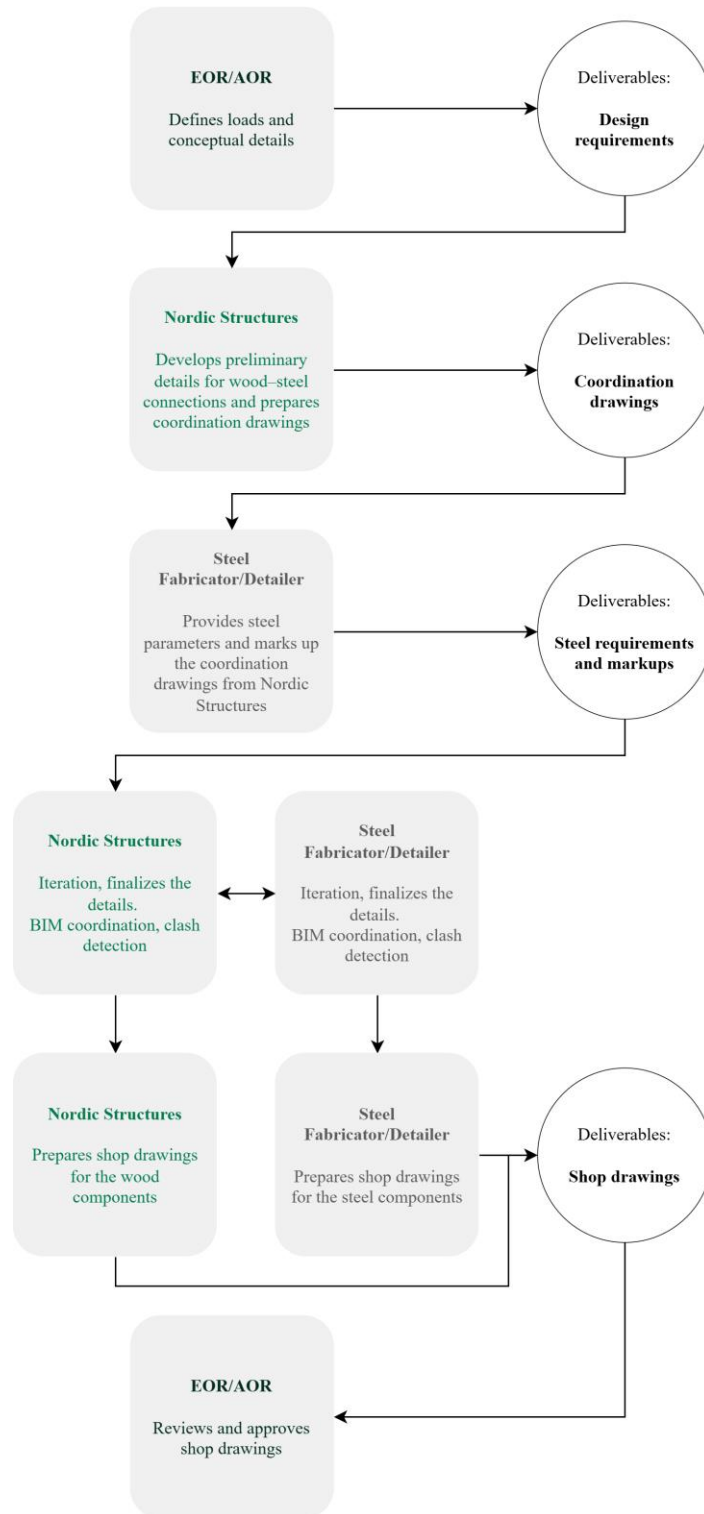 EOR/AOR
Defines loads and
conceptual details
Deliverables:
Design
requirements
Nordic Structures
Develops preliminary
details for wood–steel
connections and prepares
coordination drawings
Deliverables:
Coordination
drawings
Steel
Fabricator/Detailer
Provides steel
parameters and marks up
the coordination
drawings from Nordic
Structures
Deliverables:
Steel requirements
and markups
Nordic Structures
Iteration, finalizes the
details.
BIM coordination, clash
detection
Steel
Fabricator/Detailer
Iteration, finalizes the
details.
BIM coordination, clash
detection
Nordic Structures
Prepares shop drawings
for the wood
components
Steel
Fabricator/Detailer
Prepares shop drawings
for the steel components
Deliverables:
Shop drawings
EOR/AOR
Reviews and approves
shop drawings